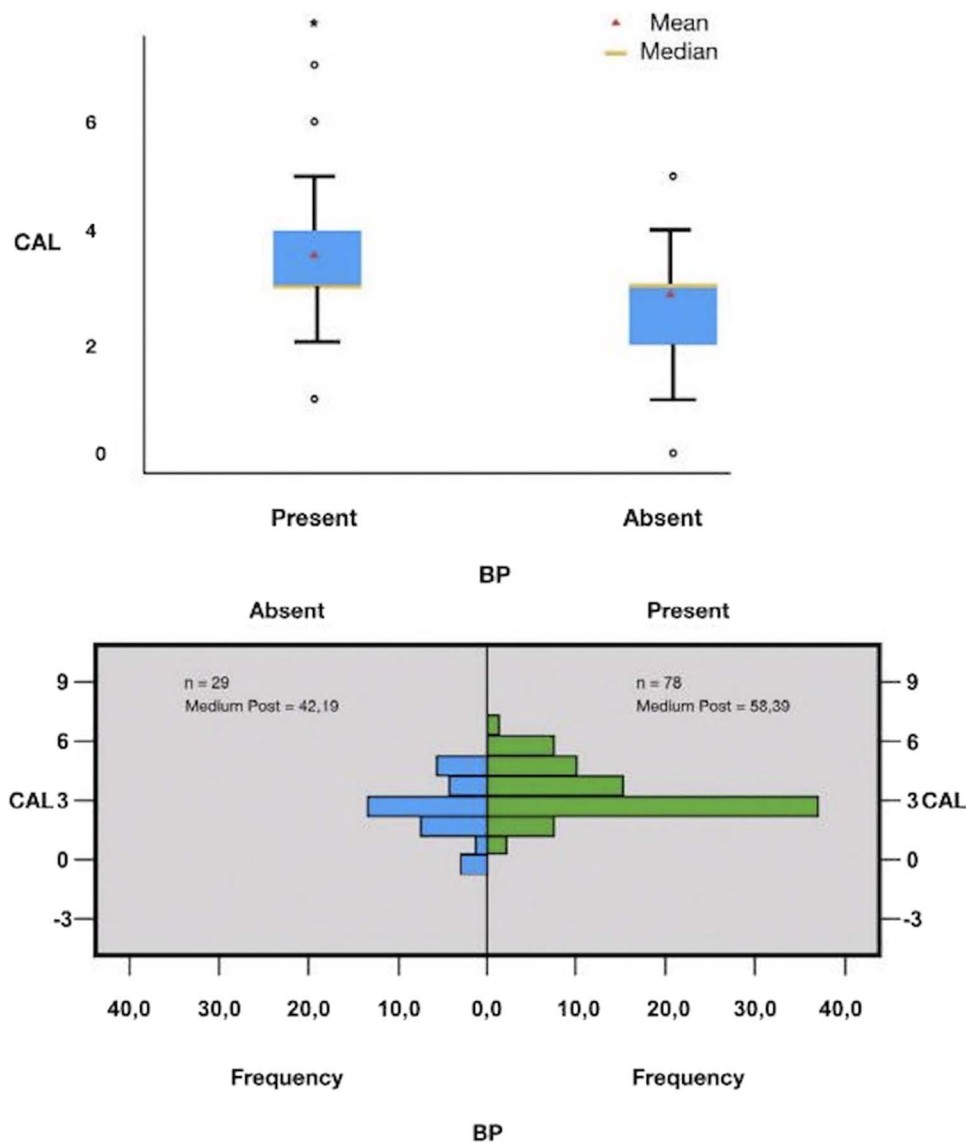 Mean
Median
6
4
CAL
2
0
Present Absent
BP
Absent Present
9 9
n = 29 n = 78
Medium Post = 42,19 Medium Post = 58,39
6 6
CAL 3 3 CAL
0 0
-3 -3
40,0 30,0 20,0 10,0 0,0 10,0 20,0 30,0 40,0
Frequency Frequency
BP